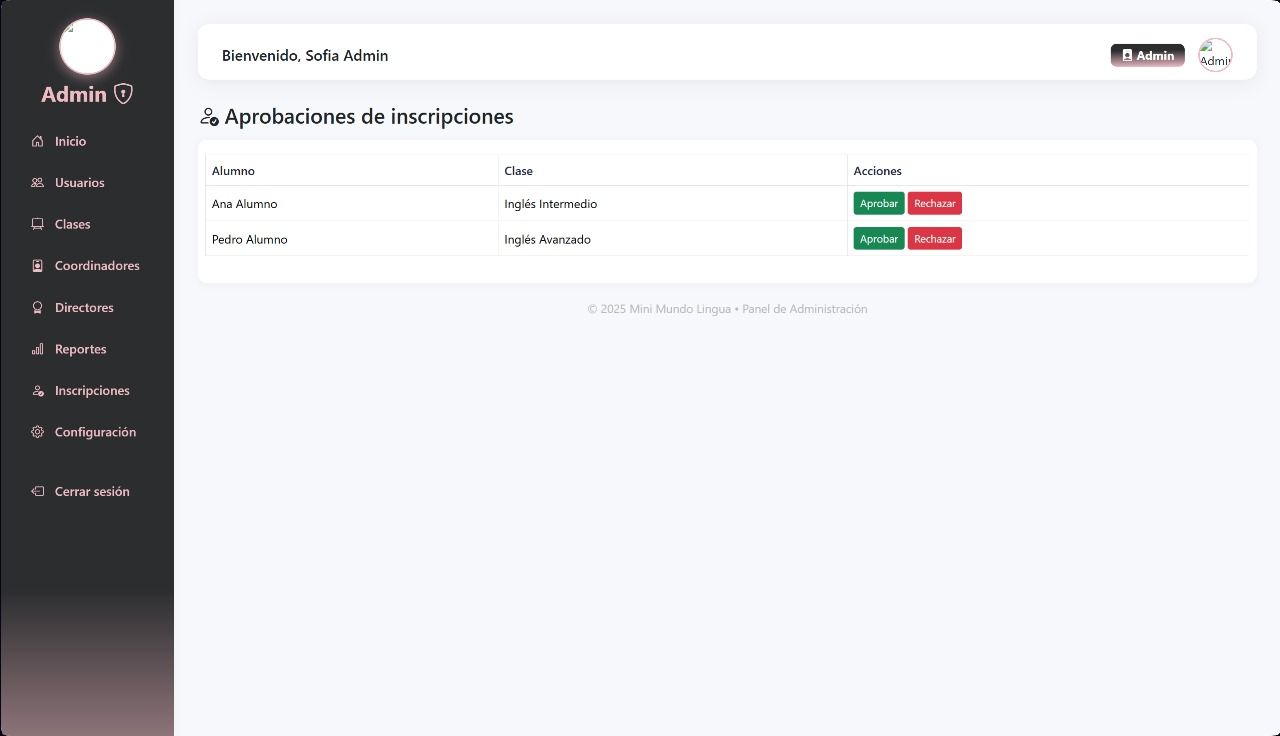 Admin
Inicio
Usuarios
Clases
Coordinadores
Directores
Reportes
Inscripciones
Configuración
Cerrar sesión
Bienvenido, Sofia Admin
Admin
Aprobaciones de inscripciones
Alumno Clase Acciones
Ana Alumno Inglés Intermedio Aprobar Rechazar
Pedro Alumno Inglés Avanzado Aprobar Rechazar
© 2025 Mini Mundo Lingua • Panel de Administración